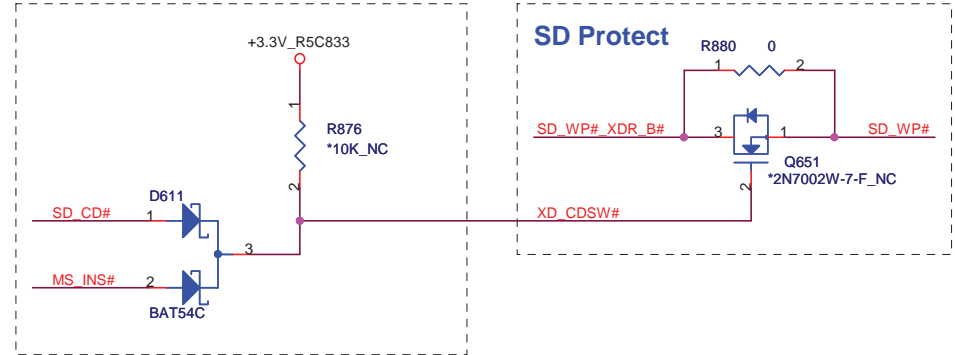 +3.3V_R5C833
1
R876
*10K_NC
2
D611
SD_CD#
1
3
MS_INS#
2
BAT54C
XD_CDSW#
SD Protect
R880 0
1 2
SD_WP#_XDR_B#
3
1
SD_WP#
Q651
*2N7002W-7-F_NC
2